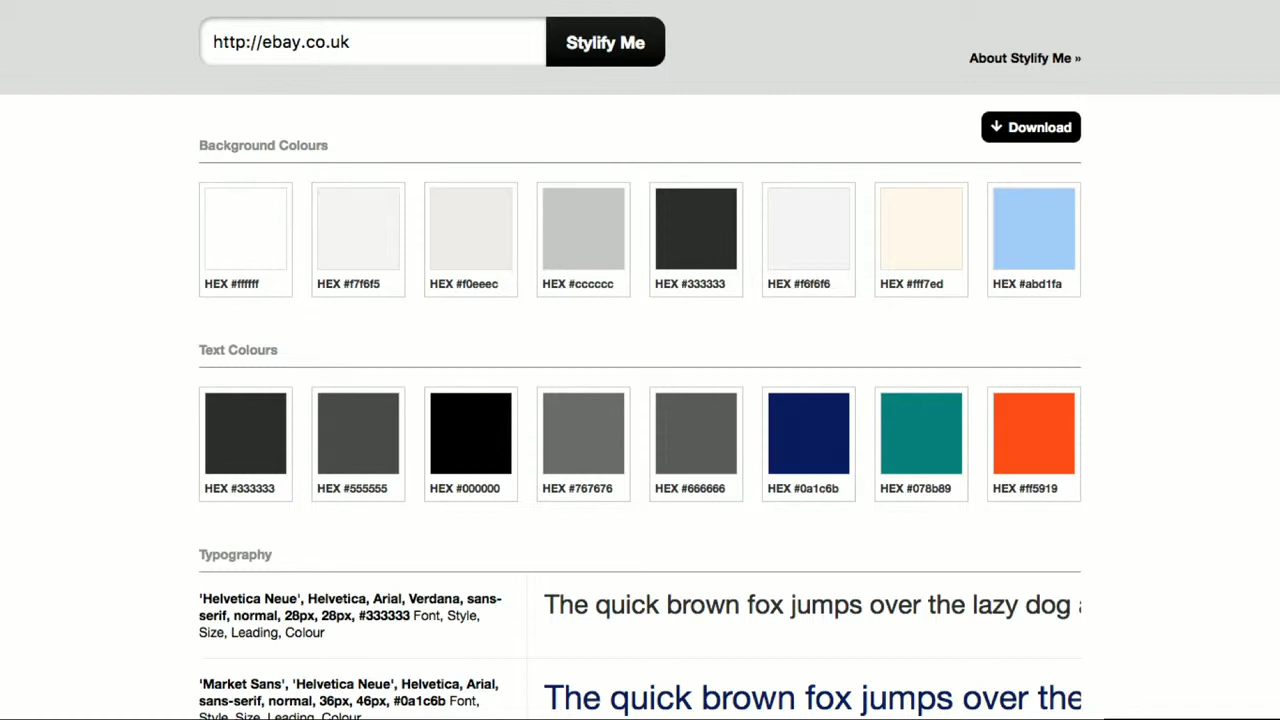 http://ebay.co.uk
Stylify Me
About Stylify Me »
Download
Background Colours
HEX #ffffff
HEX #f7f6f5
HEX #f0eeec
HEX #cccccc
HEX #333333
HEX #f6f6f6
HEX #fff7ed
HEX #abd1fa
Text Colours
HEX #333333
HEX #555555
HEX #000000
HEX #767676
HEX #666666
HEX #0a1c6b
HEX #078b89
HEX #ff5919
Typography
'Helvetica Neue', Helvetica, Arial, Verdana, sans-
serif, normal, 28px, 28px, #333333 Font, Style,
Size, Leading, Colour
The quick brown fox jumps over the lazy dog
'Market Sans', 'Helvetica Neue', Helvetica, Arial,
sans-serif, normal, 36px, 46px, #0a1c6b Font,
Style, Size, Leading, Colour
The quick brown fox jumps over the